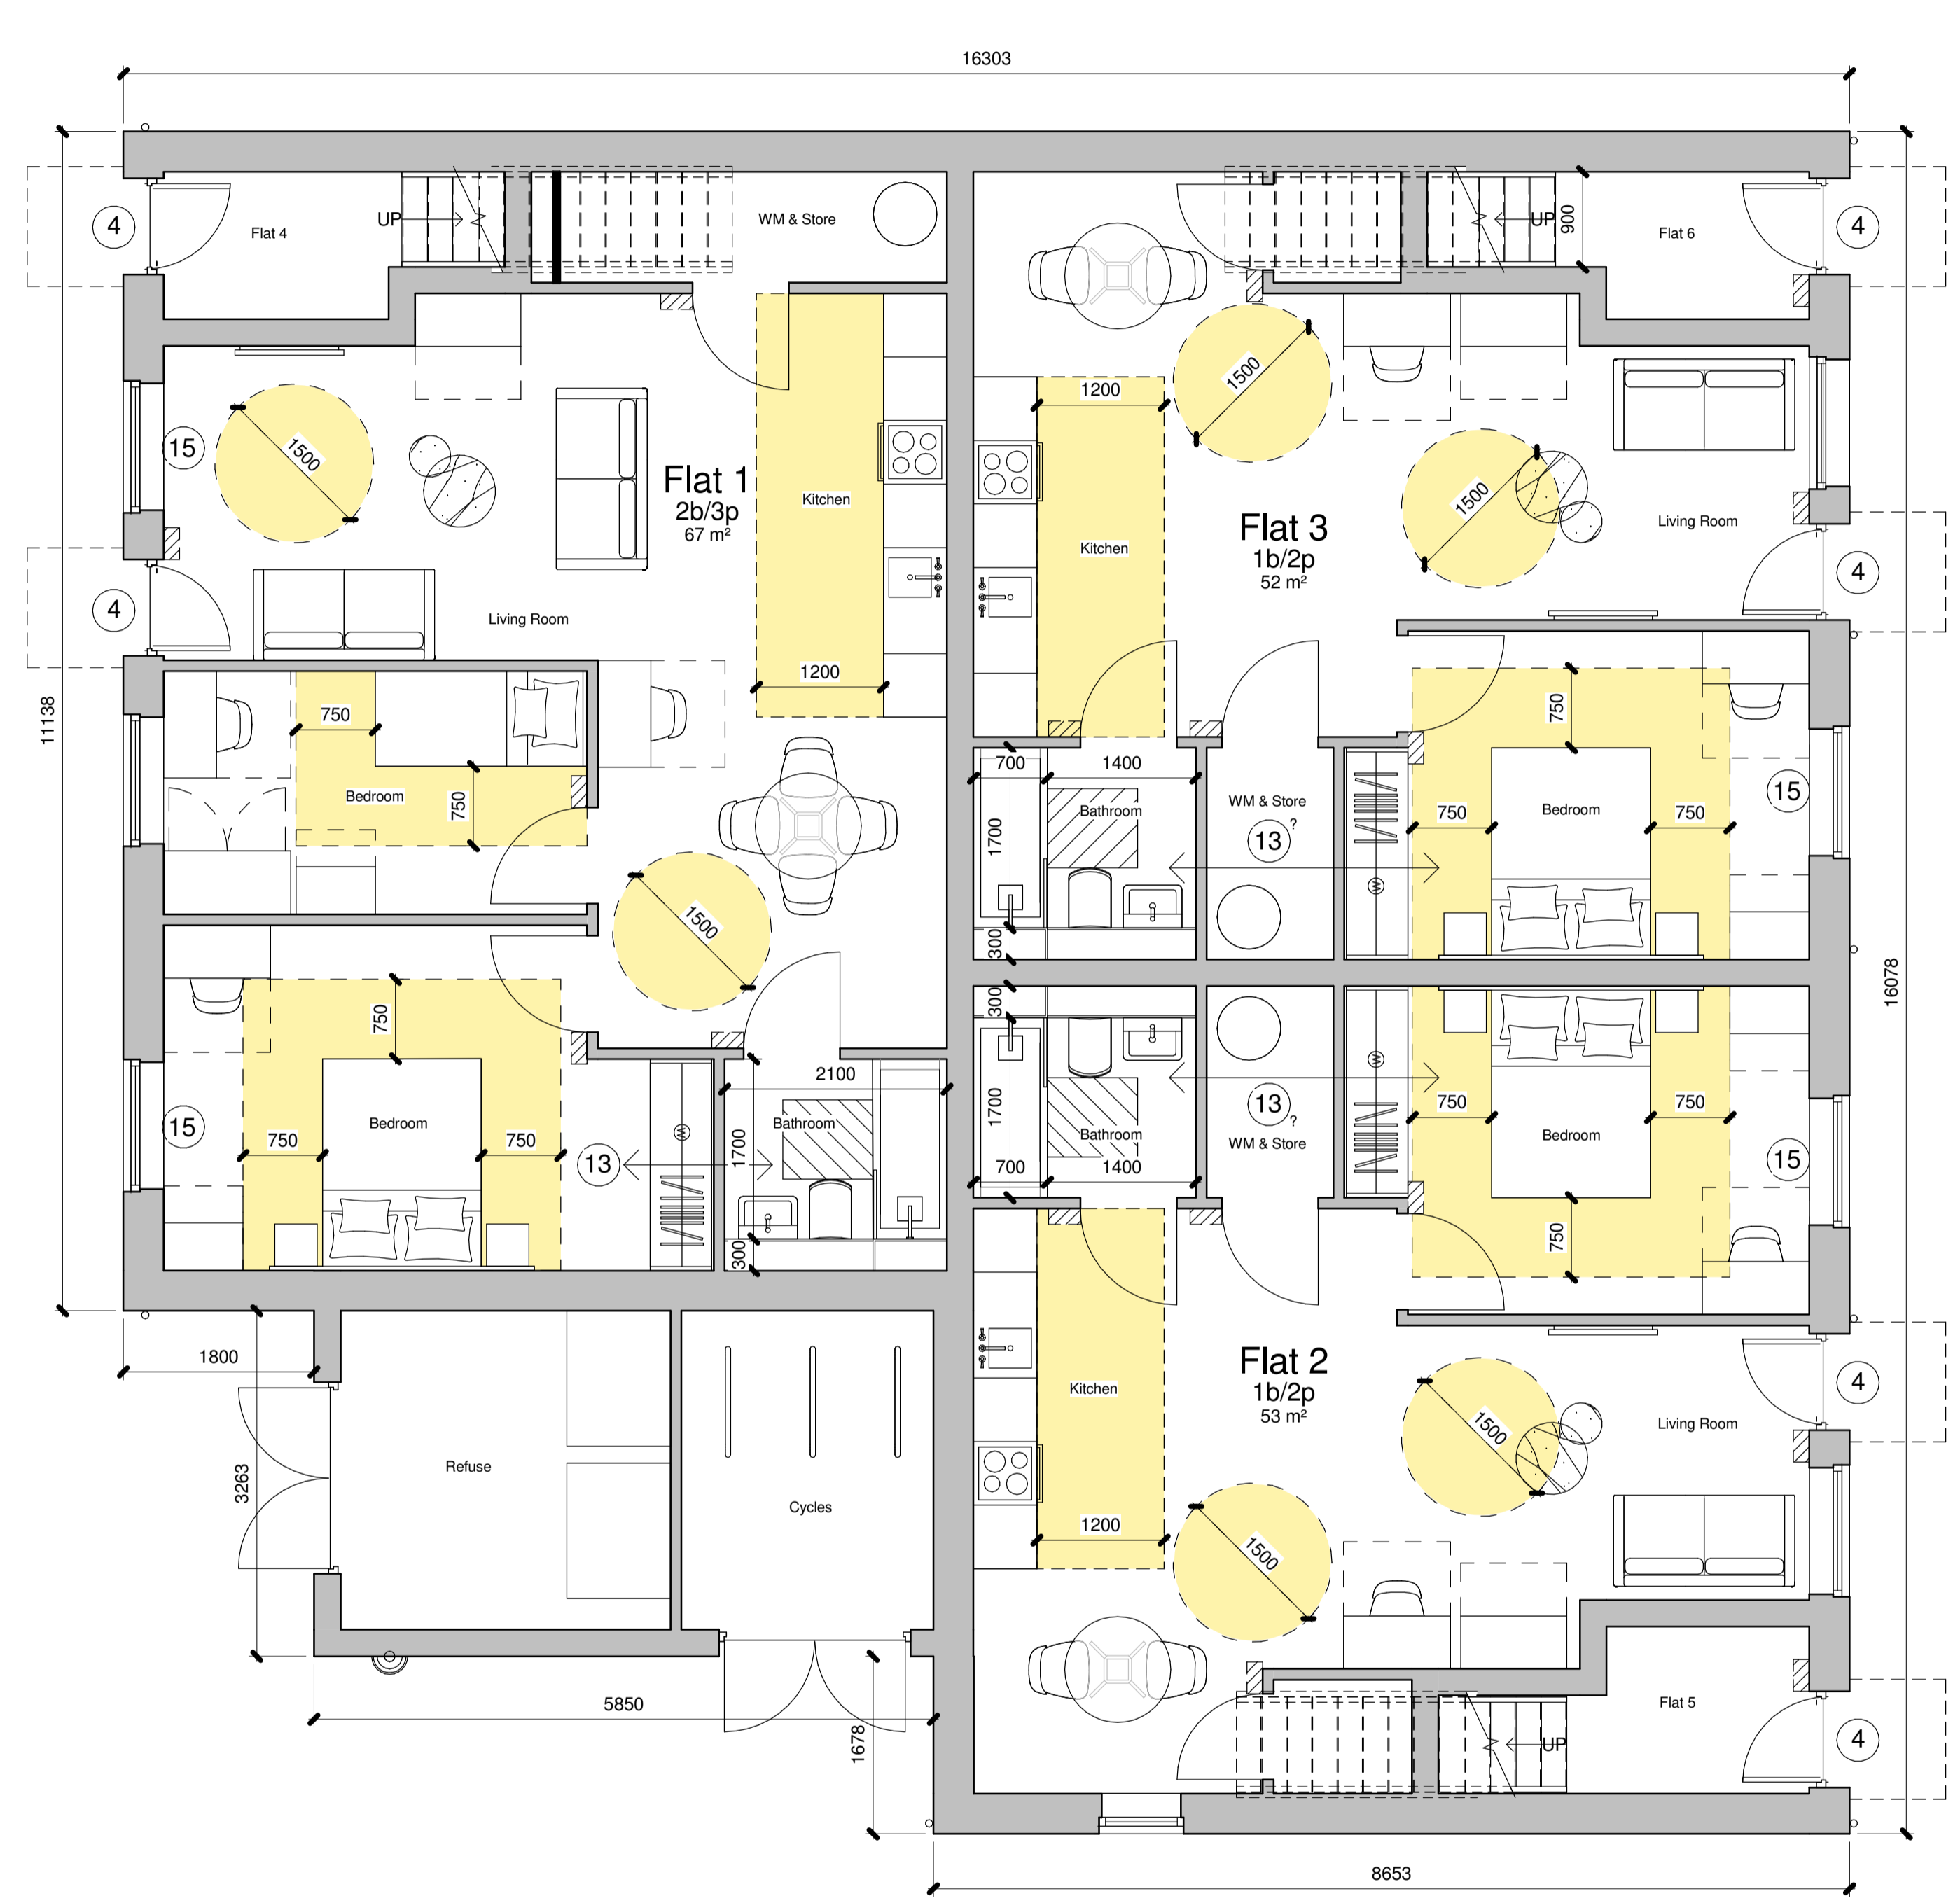 16303
4
Flat 4
UP
WM & Store
UP
900
Flat 6
4
1500
1200
1500
15
1500
Flat 1
2b/3p
67 m²
Kitchen
1500
Flat 3
1b/2p
52 m²
Living Room
Kitchen
4
4
Living Room
11138
1200
750
750
Bedroom
750
700
1400
Bathroom
1700
WM & Store
13
?
750
Bedroom
750
15
1500
300
16078
300
750
2100
1700
Bathroom
Bedroom
15
750
750
13
300
1700
Bathroom
700
1400
13
?
WM & Store
750
750
Bedroom
15
750
1800
Flat 2
1b/2p
53 m²
Kitchen
4
1500
Living Room
Refuse
3263
Cycles
1200
1500
5850
1678
Flat 5
UP
4
8653